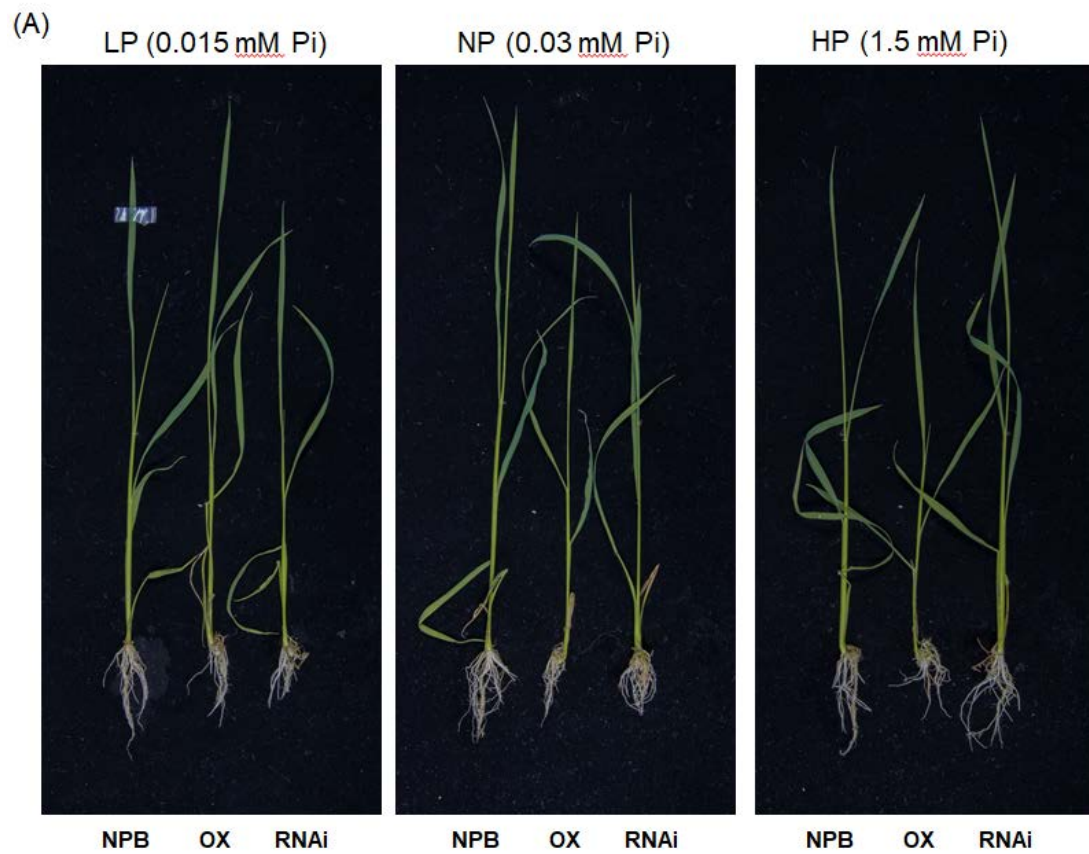 (A)
LP (0.015 mM Pi)
NP (0.03 mM Pi)
HP (1.5 mM Pi)
NPB OX RNAi
NPB OX RNAi
NPB OX RNAi